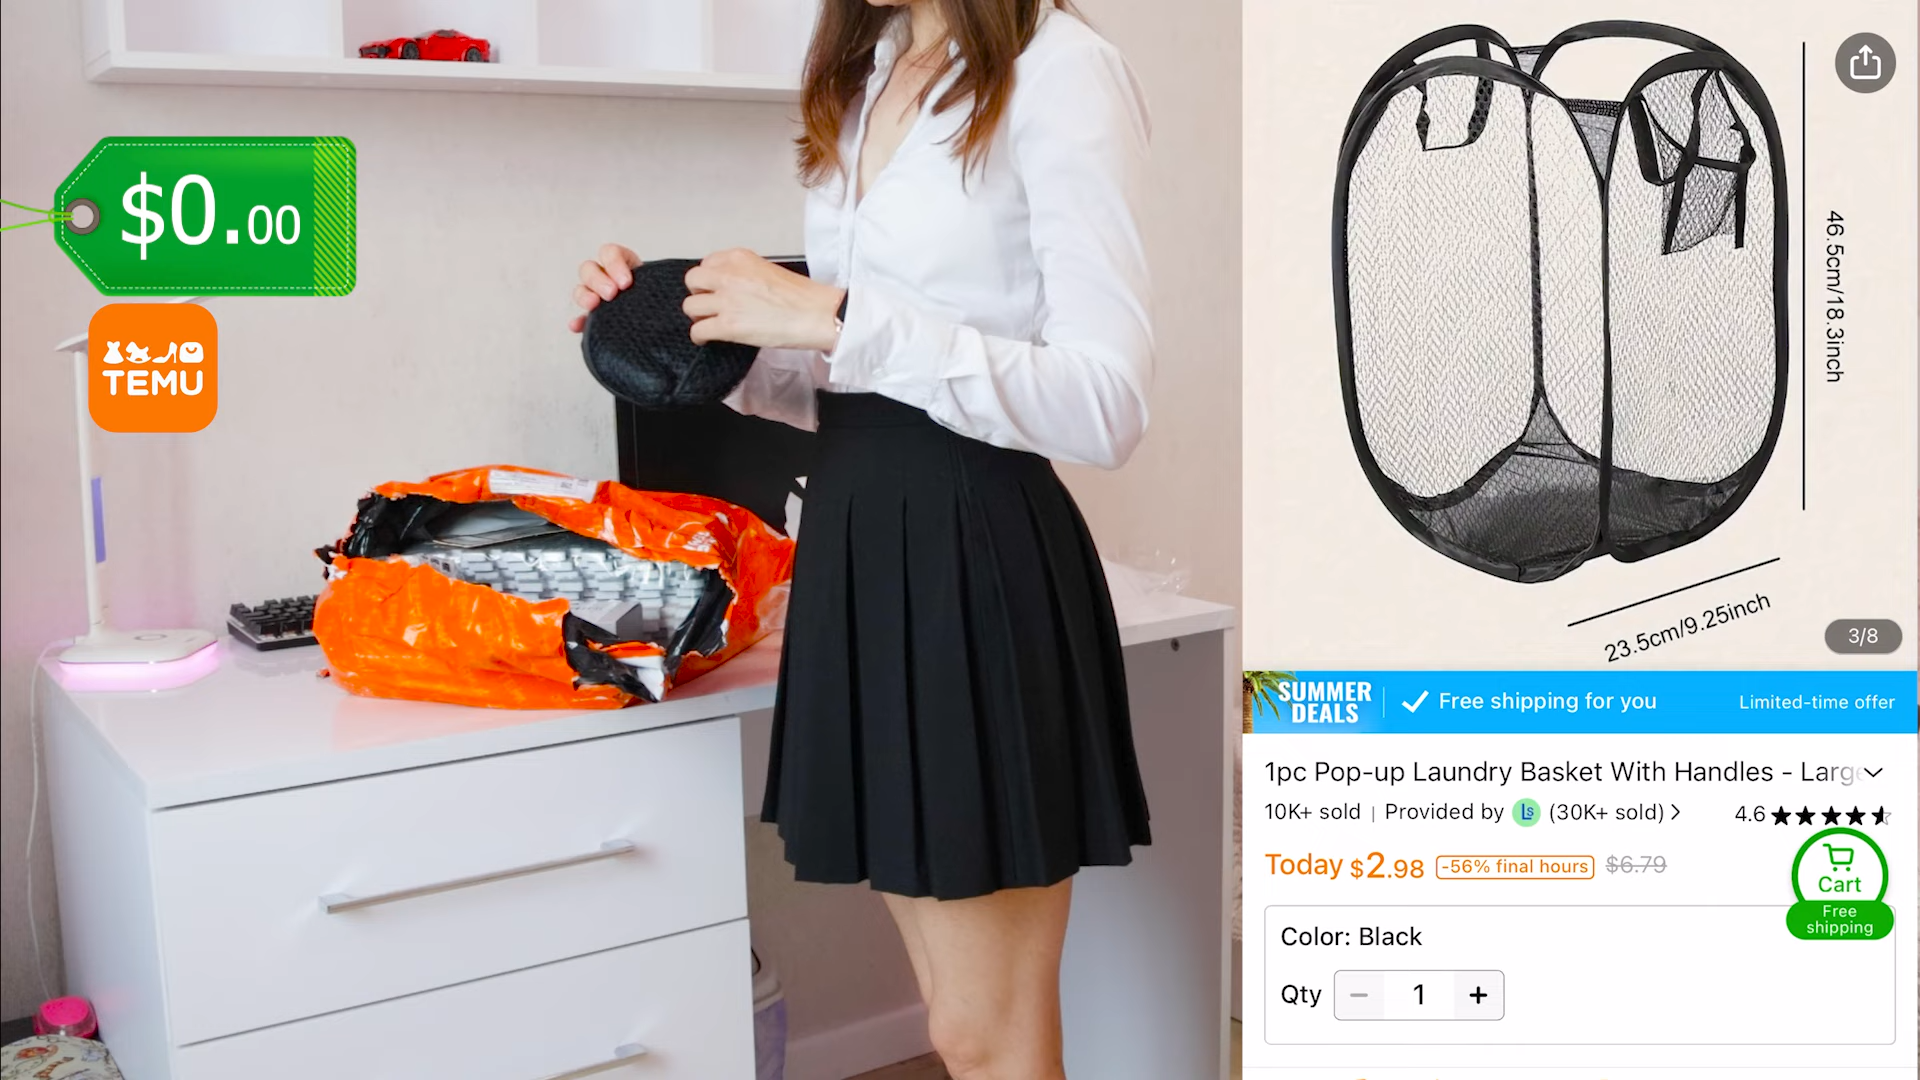 $0.00
TEMU
46.5cm/18.3inch
23.5cm/9.25inch
3/8
SUMMER
DEALS
Free shipping for you
Limited-time offer
1pc Pop-up Laundry Basket With Handles - Large
10K+ sold | Provided by Ls (30K+ sold) >
4.6
Today $2.98 -56% final hours $6.79
Cart
Free
shipping
Color: Black
Qty − 1 +